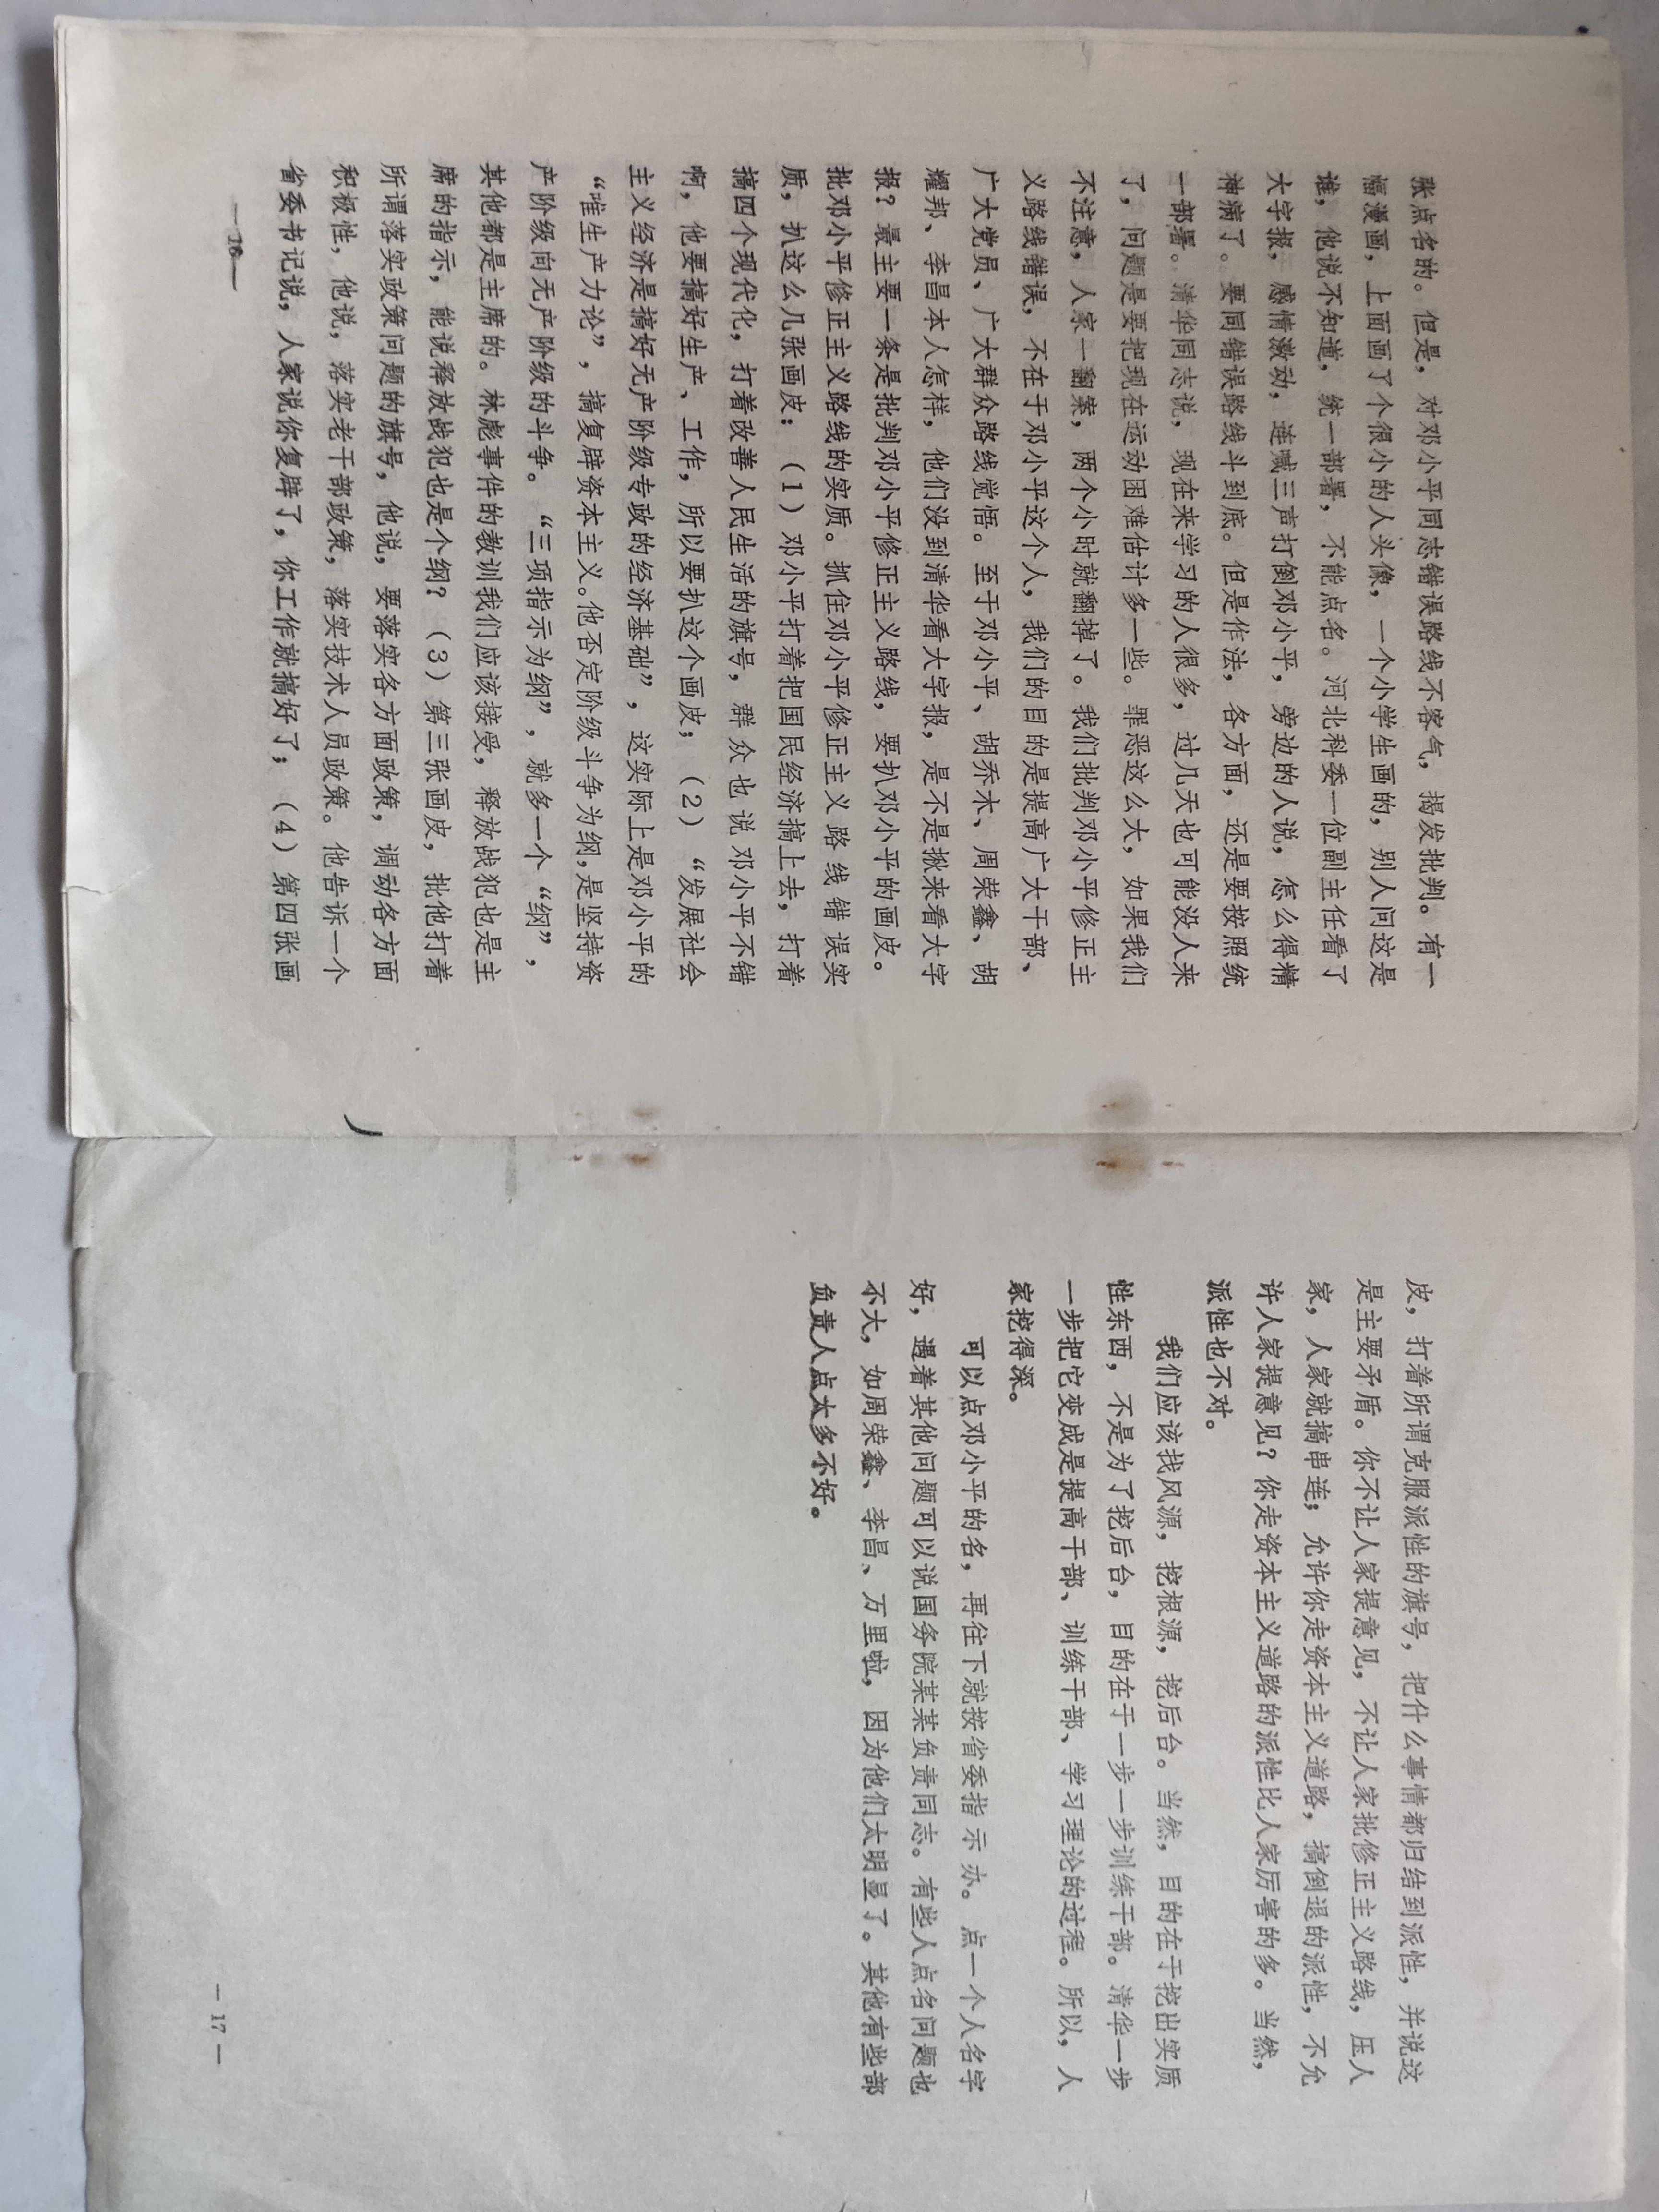 张点名的。但是，对邓小平同志错误路线不客气，揭发批判。有一
幅漫画，上面画了个很小的人头像，一个小学生画的，别人问这是
谁，他说不知道，统一部署，不能点名。河北科委一位副主任看了
大字报，感情激动，连喊三声打倒邓小平，旁边的人说，怎么得精
神病了。要同错误路线斗到底。但是作法，各方面，还是要按照统
一部署。清华同志说，现在来学习的人很多，过几天也可能没人来
了，问题是要把现在运动困难估计多一些。罪恶这么大，如果我们
不注意，人家一翻案，两个小时就翻掉了。我们批判邓小平修正主
义路线错误，不在于邓小平这个人，我们的目的是提高广大干部、
广大党员、广大群众路线觉悟。至于邓小平、胡乔木、周荣鑫、胡
耀邦、李昌本人怎样，他们没到清华看大字报，是不是揪来看大字
报？最主要一条是批判邓小平修正主义路线，要扒邓小平的画皮。
批邓小平修正主义路线的实质。抓住邓小平修正主义路线错误实
质，扒这么几张画皮：（1）邓小平打着把国民经济搞上去，打着
搞四个现代化，打着改善人民生活的旗号，群众也说邓小平不错
啊，他要搞好生产、工作，所以要扒这个画皮；（2）“发展社会
主义经济是搞好无产阶级专政的经济基础”，这实际上是邓小平的
“唯生产力论”，搞复辟资本主义。他否定阶级斗争为纲，是坚持资
产阶级向无产阶级的斗争。“三项指示为纲”，就多一个“纲”，
其他都是主席的。林彪事件的教训我们应该接受，释放战犯也是主
席的指示，能说释放战犯也是个纲？（3）第三张画皮，批他打着
所谓落实政策问题的旗号，他说，要落实各方面政策，调动各方面
积极性，他说，落实老干部政策，落实技术人员政策。他告诉一个
省委书记说，人家说你复辟了，你工作就搞好了；（4）第四张画
—16—
皮，打着所谓克服派性的旗号，把什么事情都归结到派性，并说这
是主要矛盾。你不让人家提意见，不让人家批修正主义路线，压人
家，人家就搞串连；允许你走资本主义道路，搞倒退的派性，不允
许人家提意见？你走资本主义道路的派性比人家厉害的多。当然，
派性也不对。
我们应该找风源，挖根源，挖后台。当然，目的在于挖出实质
性东西，不是为了挖后台，目的在于一步一步训练干部。清华一步
一步把它变成是提高干部、训练干部、学习理论的过程。所以，人
家挖得深。
可以点邓小平的名，再往下就按省委指示办。点一个人名字
好，遇着其他问题可以说国务院某某负责同志。有些人点名问题也
不大，如周荣鑫、李昌、万里啦，因为他们太明显了。其他有些部
负责人点太多不好。
— 17 —